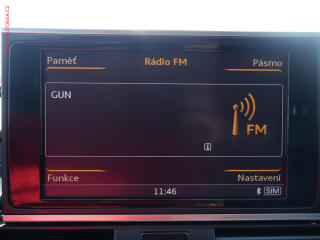 Paměť Rádio FM Pásmo
GUN
FM
Funkce Nastavení
11:46 SIM